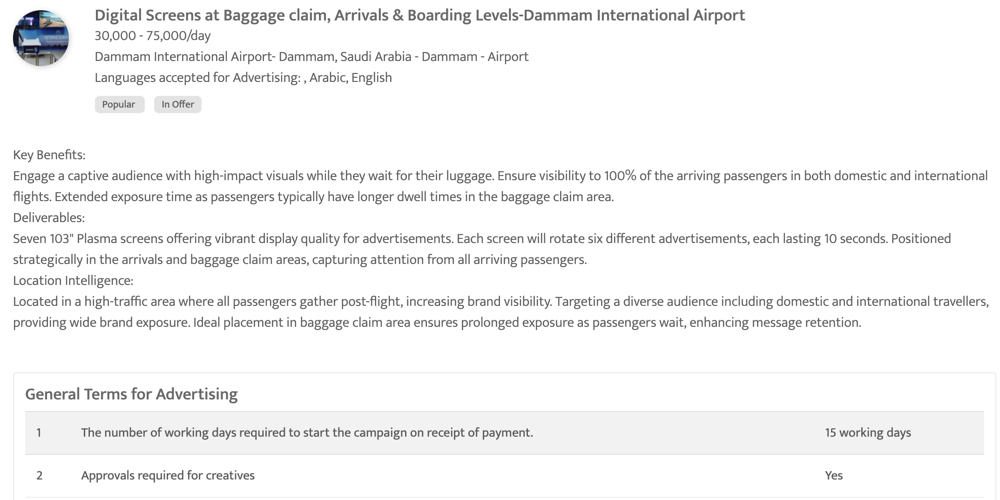 Digital Screens at Baggage claim, Arrivals & Boarding Levels-Dammam International Airport
30,000 - 75,000/day
Dammam International Airport- Dammam, Saudi Arabia - Dammam - Airport
Languages accepted for Advertising: , Arabic, English
Popular In Offer
Key Benefits:
Engage a captive audience with high-impact visuals while they wait for their luggage. Ensure visibility to 100% of the arriving passengers in both domestic and international
flights. Extended exposure time as passengers typically have longer dwell times in the baggage claim area.
Deliverables:
Seven 103" Plasma screens offering vibrant display quality for advertisements. Each screen will rotate six different advertisements, each lasting 10 seconds. Positioned
strategically in the arrivals and baggage claim areas, capturing attention from all arriving passengers.
Location Intelligence:
Located in a high-traffic area where all passengers gather post-flight, increasing brand visibility. Targeting a diverse audience including domestic and international travellers,
providing wide brand exposure. Ideal placement in baggage claim area ensures prolonged exposure as passengers wait, enhancing message retention.
General Terms for Advertising
1 The number of working days required to start the campaign on receipt of payment. 15 working days
2 Approvals required for creatives Yes